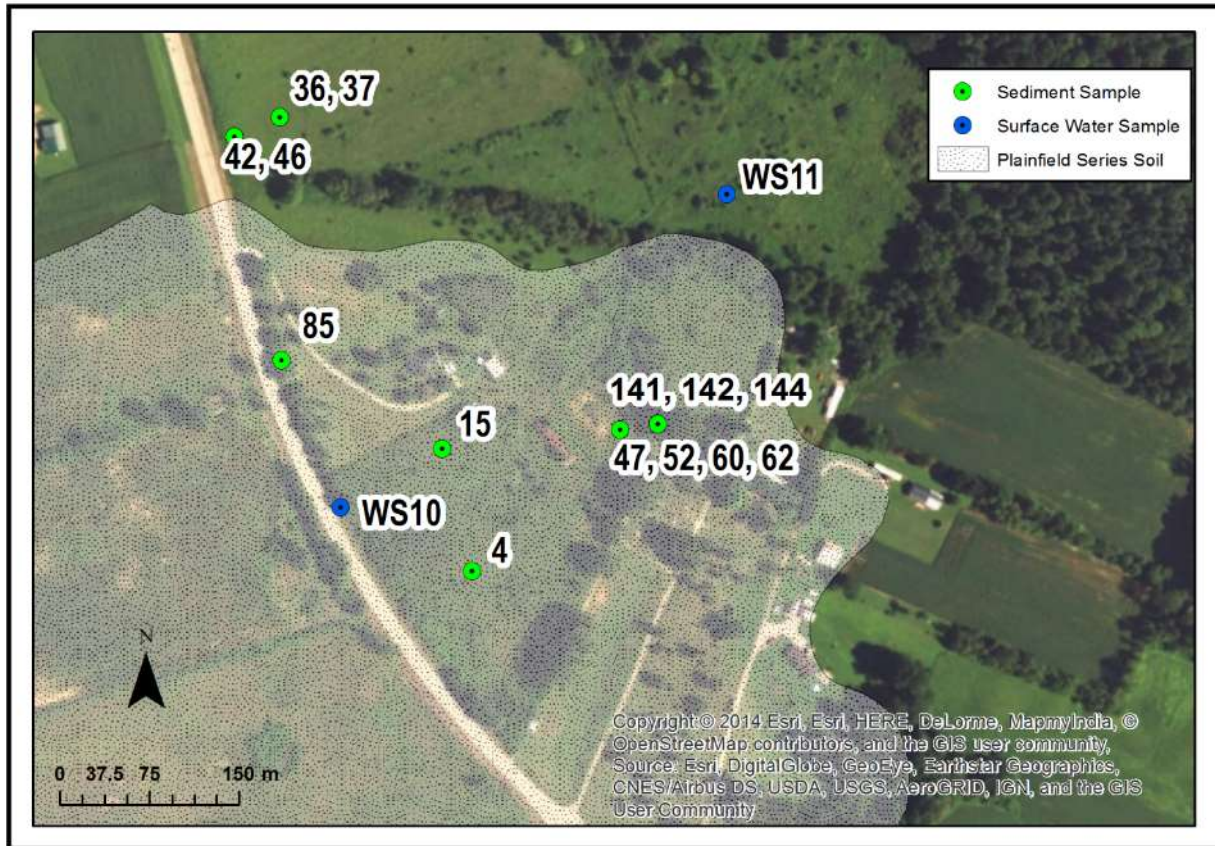 36, 37
42, 46
WS11
Sediment Sample
Surface Water Sample
Plainfield Series Soil
85
141, 142, 144
15
47, 52, 60, 62
WS10
4
N
0 37.5 75 150 m
Copyright:© 2014 Esri, Esri, HERE, DeLorme, MapmyIndia, ©
OpenStreetMap contributors, and the GIS user community,
Source: Esri, DigitalGlobe, GeoEye, Earthstar Geographics,
CNES/Airbus DS, USDA, USGS, AeroGRID, IGN, and the GIS
User Community